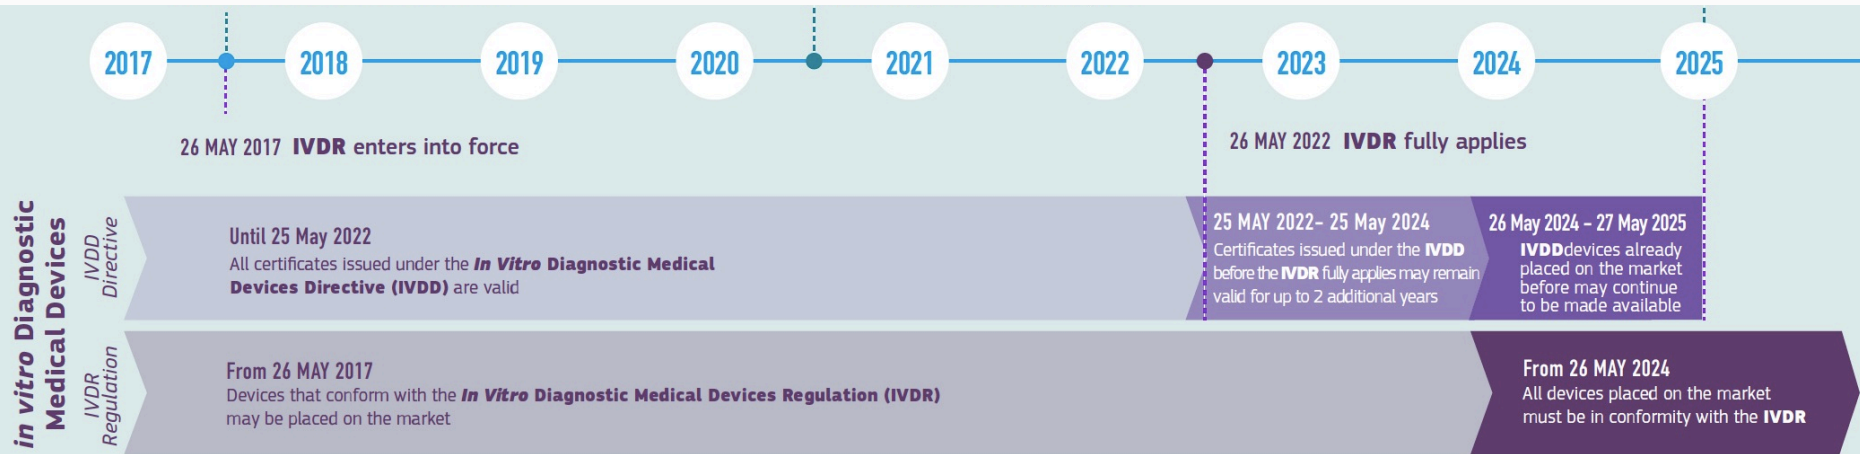 2017
2018
2019
2020
2021
2022
2023
2024
2025
26 MAY 2017 IVDR enters into force
26 MAY 2022 IVDR fully applies
in vitro Diagnostic
Medical Devices
IVDD
Directive
Until 25 May 2022
All certificates issued under the In Vitro Diagnostic Medical
Devices Directive (IVDD) are valid
25 MAY 2022– 25 May 2024
Certificates issued under the IVDD
before the IVDR fully applies may remain
valid for up to 2 additional years
26 May 2024 – 27 May 2025
IVDDdevices already
placed on the market
before may continue
to be made available
IVDR
Regulation
From 26 MAY 2017
Devices that conform with the In Vitro Diagnostic Medical Devices Regulation (IVDR)
may be placed on the market
From 26 MAY 2024
All devices placed on the market
must be in conformity with the IVDR